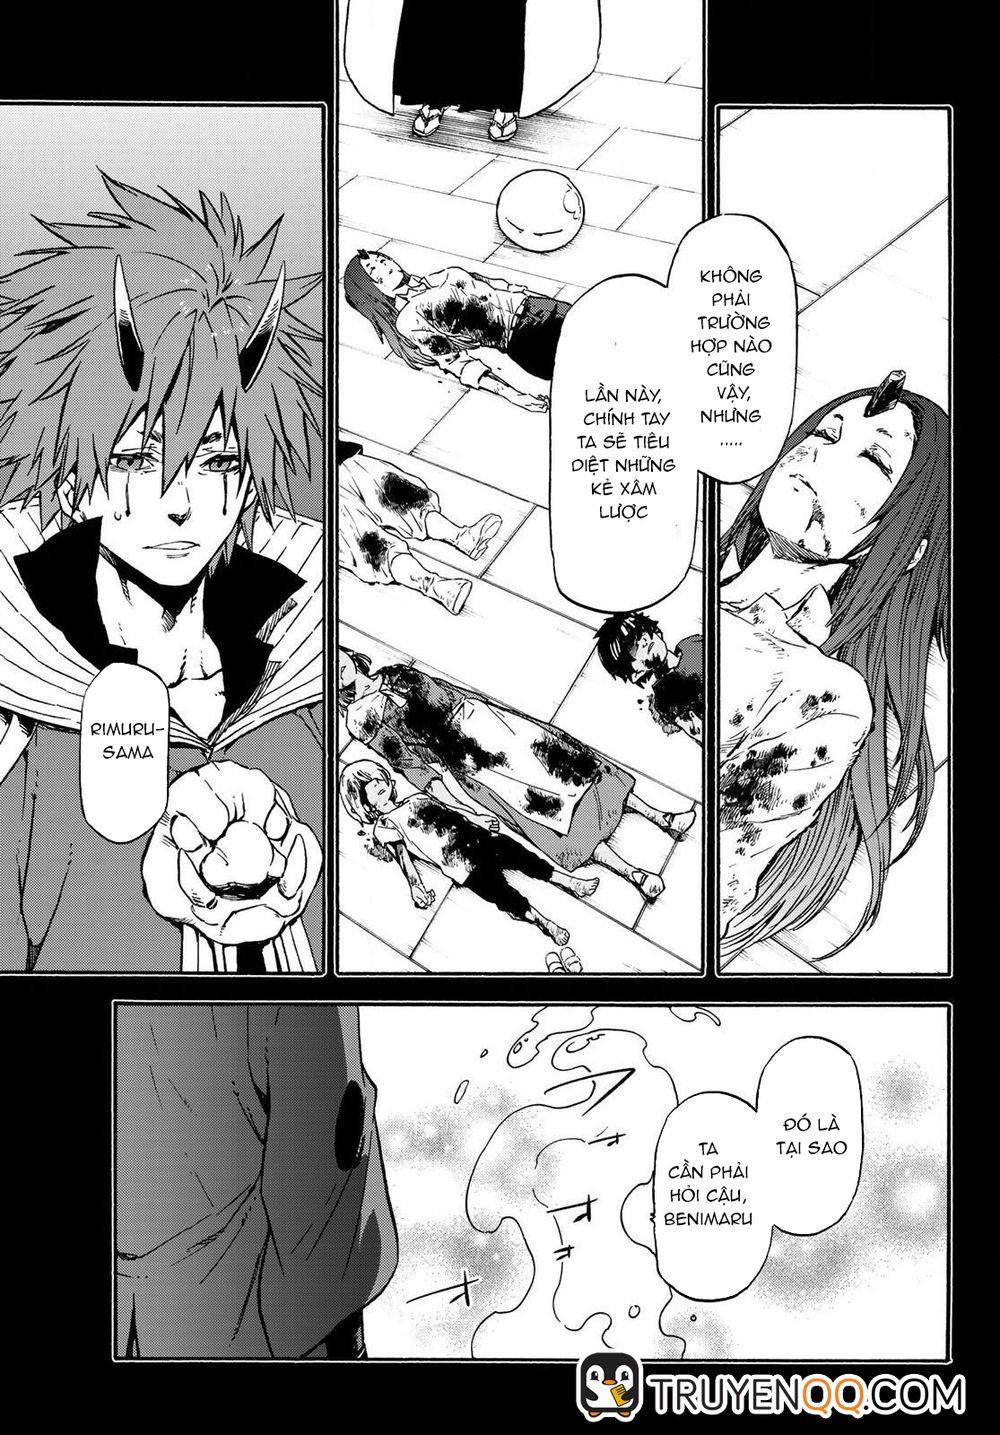 KHÔNG
PHẢI
TRƯỜNG
HỢP NÀO
CŨNG
VẬY,
NHƯNG
.....
LẦN NÀY,
CHÍNH TAY
TA SẼ TIÊU
DIỆT NHỮNG
KẺ XÂM
LƯỢC
RIMURU-
SAMA
ĐÓ LÀ
TẠI SAO
TA
CẦN PHẢI
HỎI CẬU,
BENIMARU
TRUYENQQ.COM